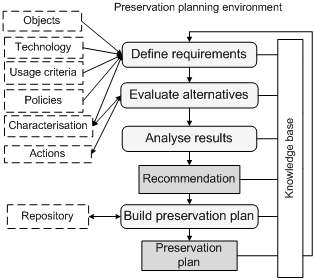 Preservation planning environment
Objects
Technology
Usage criteria
Policies
Characterisation
Actions
Repository
Define requirements
Evaluate alternatives
Analyse results
Recommendation
Build preservation plan
Preservation
plan
Knowledge base